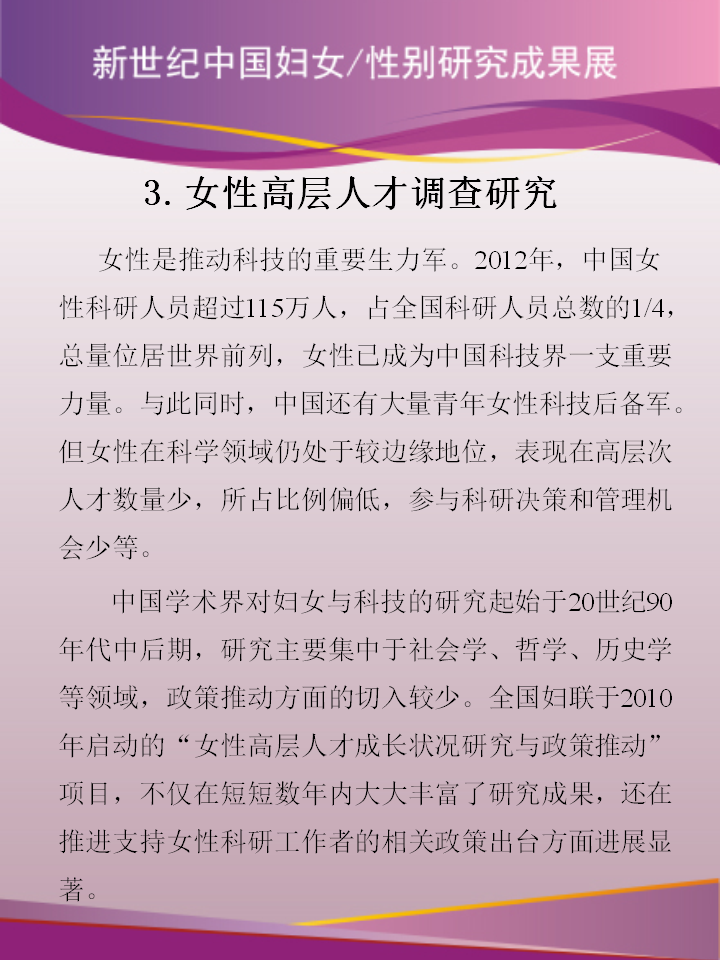 新世纪中国妇女/性别研究成果展
3. 女性高层人才调查研究
女性是推动科技的重要生力军。2012年，中国女
性科研人员超过115万人，占全国科研人员总数的1/4，
总量位居世界前列，女性已成为中国科技界一支重要
力量。与此同时，中国还有大量青年女性科技后备军。
但女性在科学领域仍处于较边缘地位，表现在高层次
人才数量少，所占比例偏低，参与科研决策和管理机
会少等。
中国学术界对妇女与科技的研究起始于20世纪90
年代中后期，研究主要集中于社会学、哲学、历史学
等领域，政策推动方面的切入较少。全国妇联于2010
年启动的“女性高层人才成长状况研究与政策推动”
项目，不仅在短短数年内大大丰富了研究成果，还在
推进支持女性科研工作者的相关政策出台方面进展显
著。